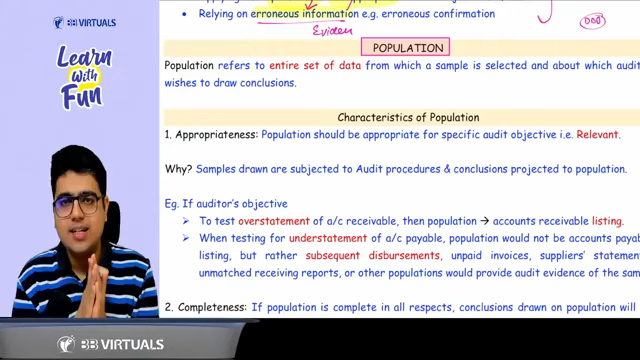 BB VIRTUALS
Learn
With
Fun
• Relying on erroneous information e.g. erroneous confirmation
Eviden
POPULATION
Population refers to entire set of data from which a sample is selected and about which audit
wishes to draw conclusions.
Characteristics of Population
1. Appropriateness: Population should be appropriate for specific audit objective i.e. Relevant.
Why? Samples drawn are subjected to Audit procedures & conclusions projected to population.
Eg. If auditor's objective
➢ To test overstatement of a/c receivable, then population → accounts receivable listing.
➢ When testing for understatement of a/c payable, population would not be accounts payab
listing, but rather subsequent disbursements, unpaid invoices, suppliers' statement
unmatched receiving reports, or other populations would provide audit evidence of the sam
2. Completeness: If population is complete in all respects, conclusions drawn on population will
BB VIRTUALS